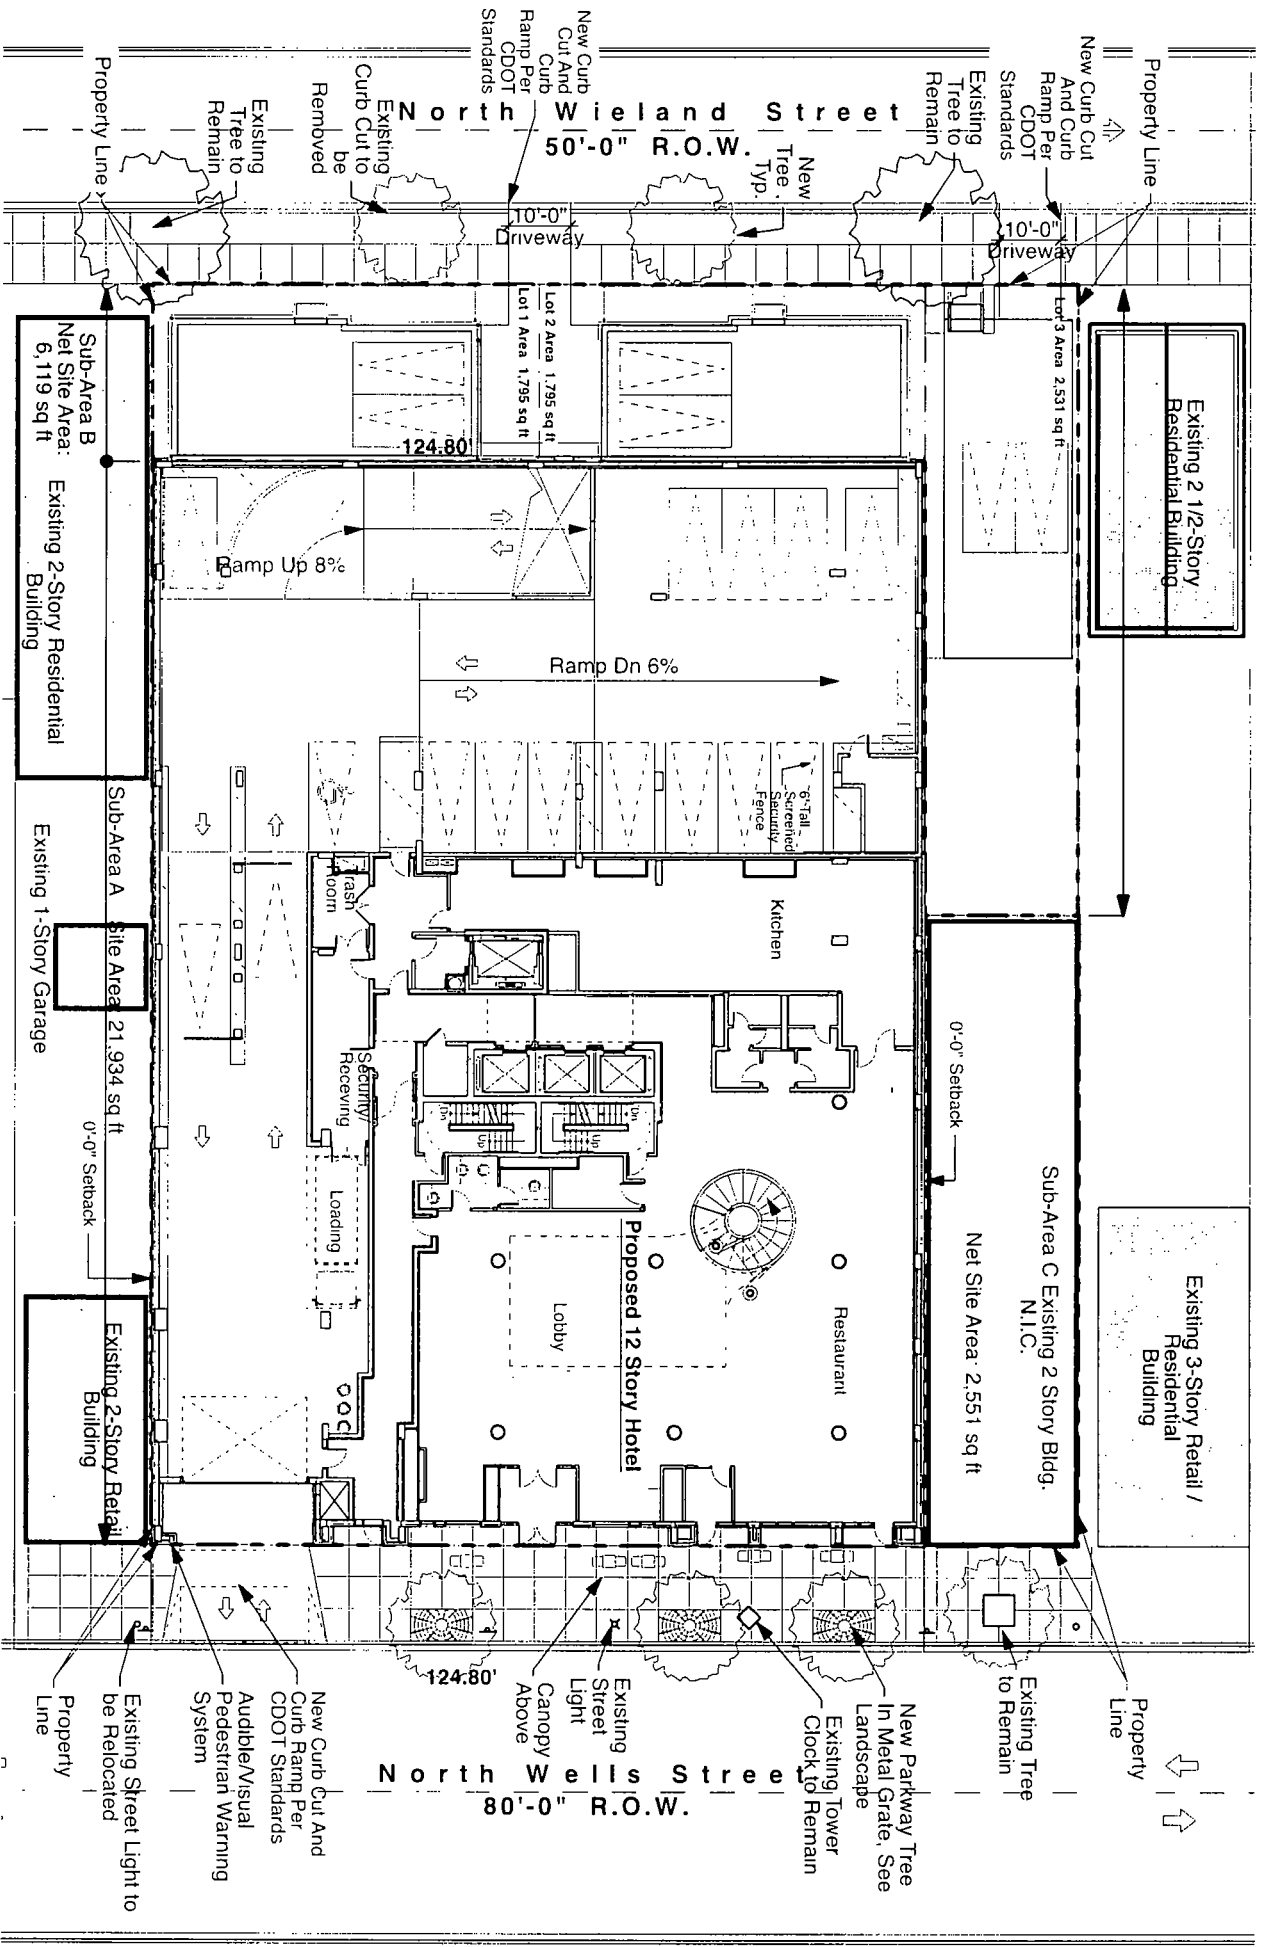 New Curb
Cut And
Curb
Ramp Per
CDOT
Standards
New Curb Cut
And Curb
Ramp Per
CDOT
Standards
Property Line
Property Line
Existing
Tree to
Remain
Existing
Curb Cut to
be
Removed
North Wieland Street
50'-0" R.O.W.
New
Tree
Typ.
Existing
Tree to
Remain
10'-0"
Driveway
10'-0"
Driveway
Lot 1 Area 1,795 sq ft
Lot 2 Area 1,795 sq ft
Lot 3 Area 2,531 sq ft
Existing 2 1/2-Story
Residential Building
Sub-Area B
Net Site Area:
6,119 sq ft
Existing 2-Story Residential
Building
124.80'
Ramp Up 8%
Ramp Dn 6%
6'-Tall
Screened
Security
Fence
Sub-Area A Site Area 21,934 sq ft
Existing 1-Story Garage
Trash
Room
Kitchen
Security/
Receving
0'-0" Setback
0'-0" Setback
Dn
Up
Dn
Up
Loading
Lobby
Proposed 12 Story Hotel
Restaurant
Sub-Area C Existing 2 Story Bldg.
N.I.C.
Net Site Area: 2,551 sq ft
Existing 3-Story Retail /
Residential
Building
Existing 2-Story Retail
Building
124.80'
Property
Line
Existing Street Light to
be Relocated
Audible/Visual
Pedestrian Warning
System
New Curb Cut And
Curb Ramp Per
CDOT Standards
Canopy
Above
Existing
Street
Light
Existing Tower
Clock to Remain
New Parkway Tree
In Metal Grate, See
Landscape
Existing Tree
to Remain
Property
Line
North Wells Street
80'-0" R.O.W.